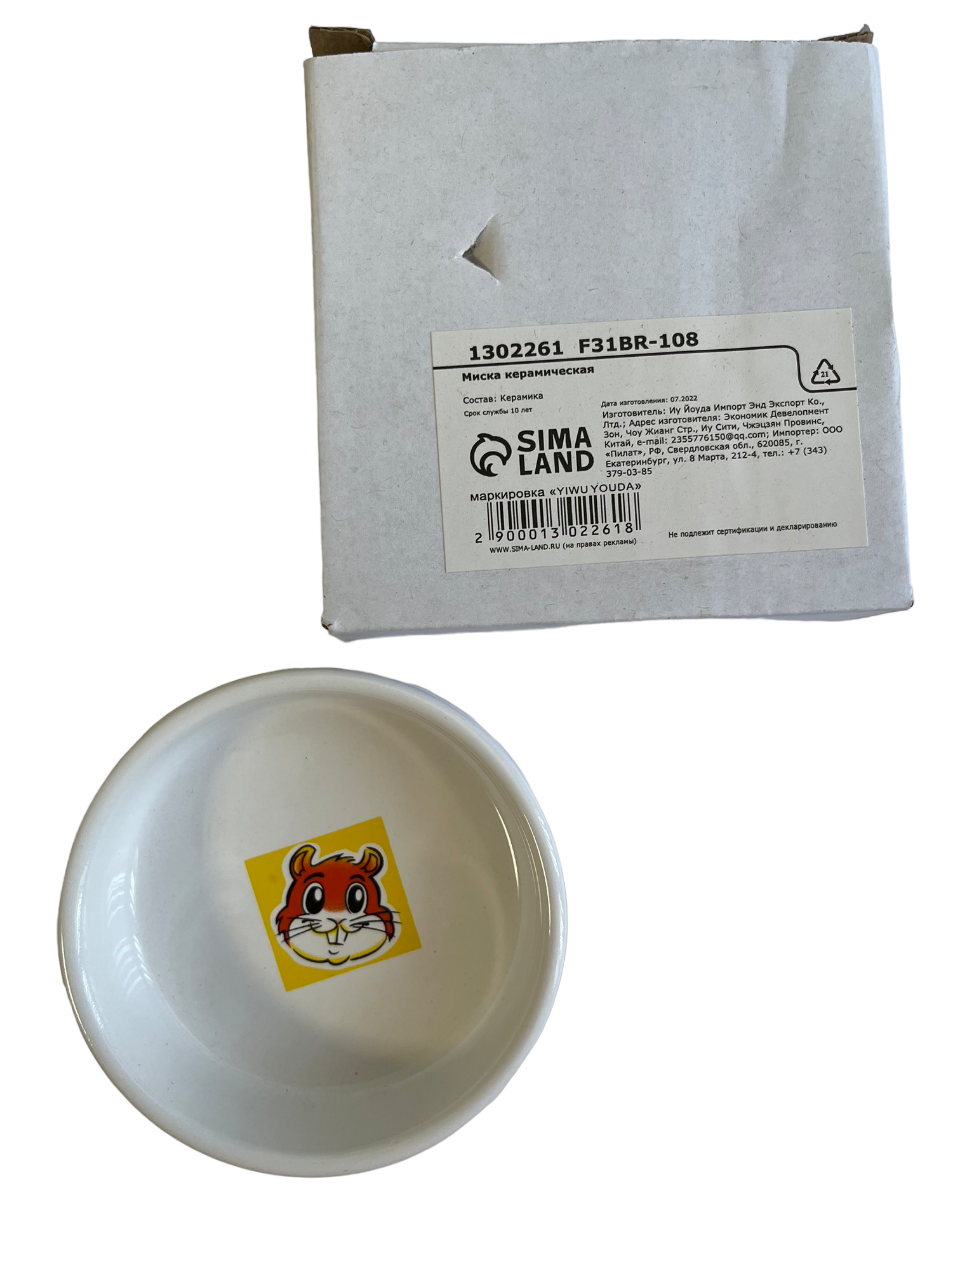 1302261 F31BR-108
Миска керамическая
21
Состав: Керамика
Срок службы 10 лет
SIMA
LAND
Дата изготовления: 07.2022
Изготовитель: Иу Йоуда Импорт Энд Экспорт Ко.,
Лтд.; Адрес изготовителя: Экономик Девелопмент
Зон, Чоу Жианг Стр., Иу Сити, Чжэцзян Провинс,
Китай, e-mail: 2355776150@qq.com; Импортер: ООО
«Пилат», РФ, Свердловская обл., 620085, г.
Екатеринбург, ул. 8 Марта, 212-4, тел.: +7 (343)
379-03-85
маркировка «YIWU YOUDA»
2 900013 022618
WWW.SIMA-LAND.RU (на правах рекламы)
Не подлежит сертификации и декларированию